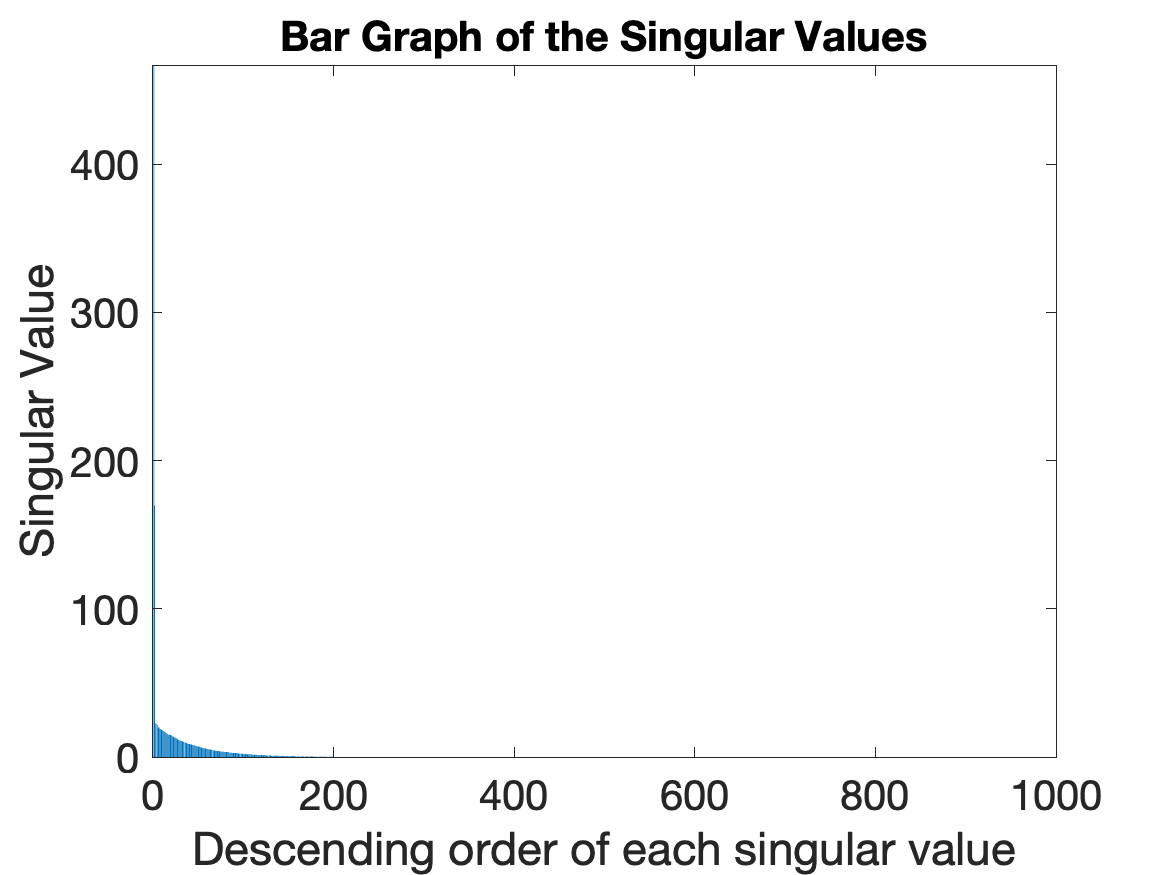 Bar Graph of the Singular Values
400
300
200
100
0
Singular Value
0 200 400 600 800 1000
Descending order of each singular value